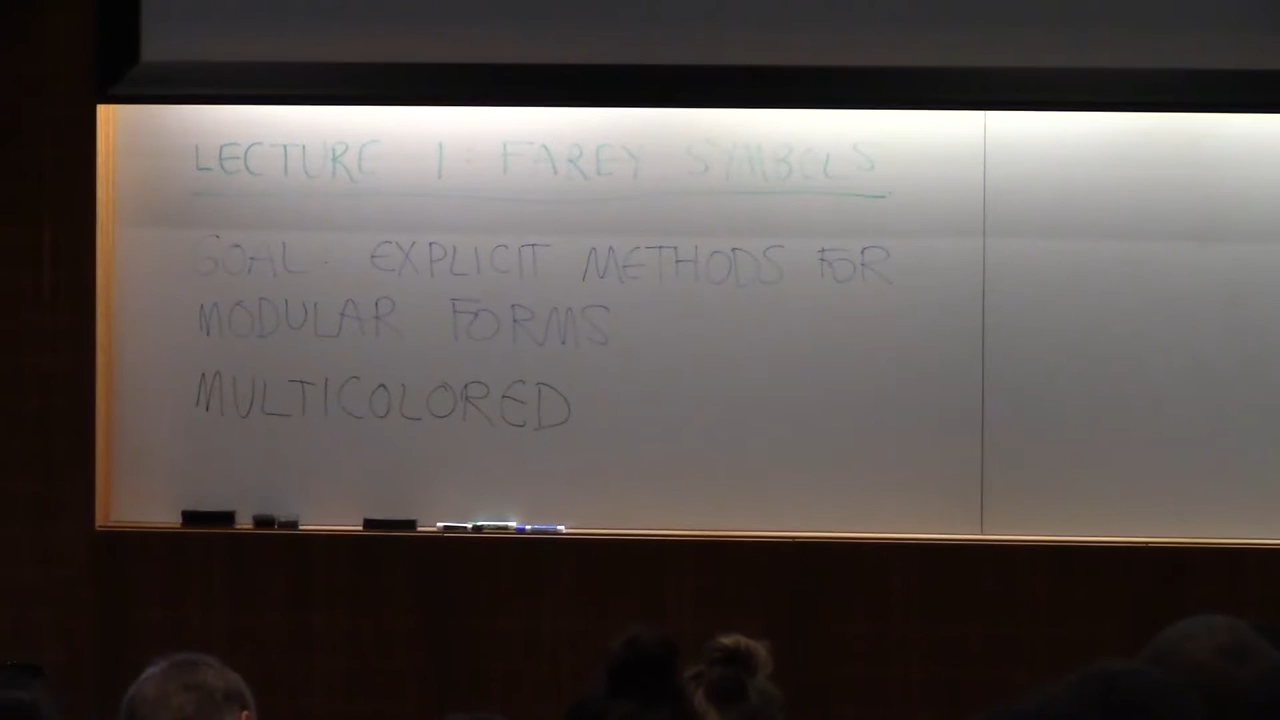 LECTURE 1: FAREY SYMBOLS
GOAL: EXPLICIT METHODS FOR
MODULAR FORMS
MULTICOLORED